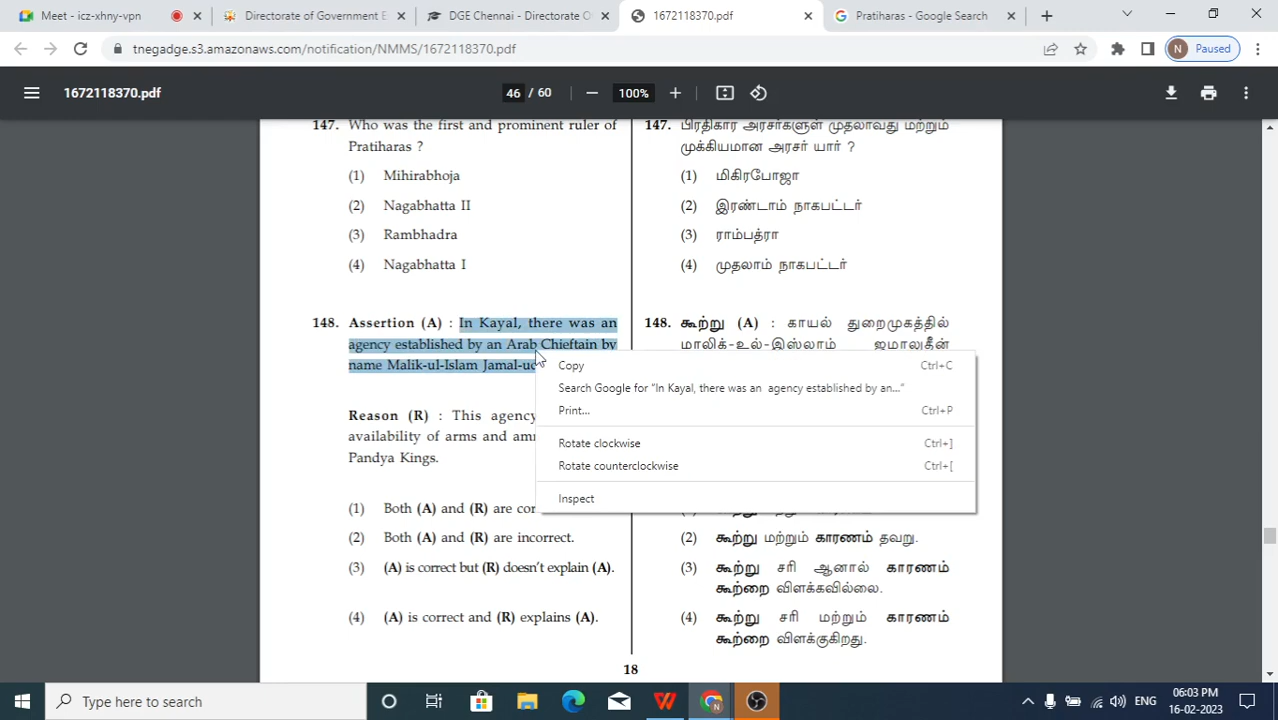 Meet - icz-xhny-vpn
Directorate of Government E
DGE Chennai - Directorate O
1672118370.pdf
Pratiharas - Google Search
tnegadge.s3.amazonaws.com/notification/NMMS/1672118370.pdf
N Paused
1672118370.pdf
46 / 60
100%
147. Who was the first and prominent ruler of
Pratiharas ?
(1) Mihirabhoja
(2) Nagabhatta II
(3) Rambhadra
(4) Nagabhatta I
148. Assertion (A) : In Kayal, there was an
agency established by an Arab Chieftain by
name Malik-ul-Islam Jamal-ud
Reason (R) : This agency
availability of arms and am
Pandya Kings.
(1) Both (A) and (R) are cor
(2) Both (A) and (R) are incorrect.
(3) (A) is correct but (R) doesn't explain (A).
(4) (A) is correct and (R) explains (A).
147. பிரதிகார அரசர்களுள் முதலாவது மற்றும்
முக்கியமான அரசர் யார் ?
(1) மிகிரபோஜா
(2) இரண்டாம் நாகபட்டர்
(3) ராம்பத்ரா
(4) முதலாம் நாகபட்டர்
148. கூற்று (A) : காயல் துறைமுகத்தில்
மாலிக்-உல்-இஸ்லாம் ஜமாலுதீன்
(2) கூற்று மற்றும் காரணம் தவறு.
(3) கூற்று சரி ஆனால் காரணம்
கூற்றை விளக்கவில்லை.
(4) கூற்று சரி மற்றும் காரணம்
கூற்றை விளக்குகிறது.
Copy Ctrl+C
Search Google for “In Kayal, there was an agency established by an...”
Print... Ctrl+P
Rotate clockwise Ctrl+]
Rotate counterclockwise Ctrl+[
Inspect
18
Type here to search
ENG
06:03 PM
16-02-2023